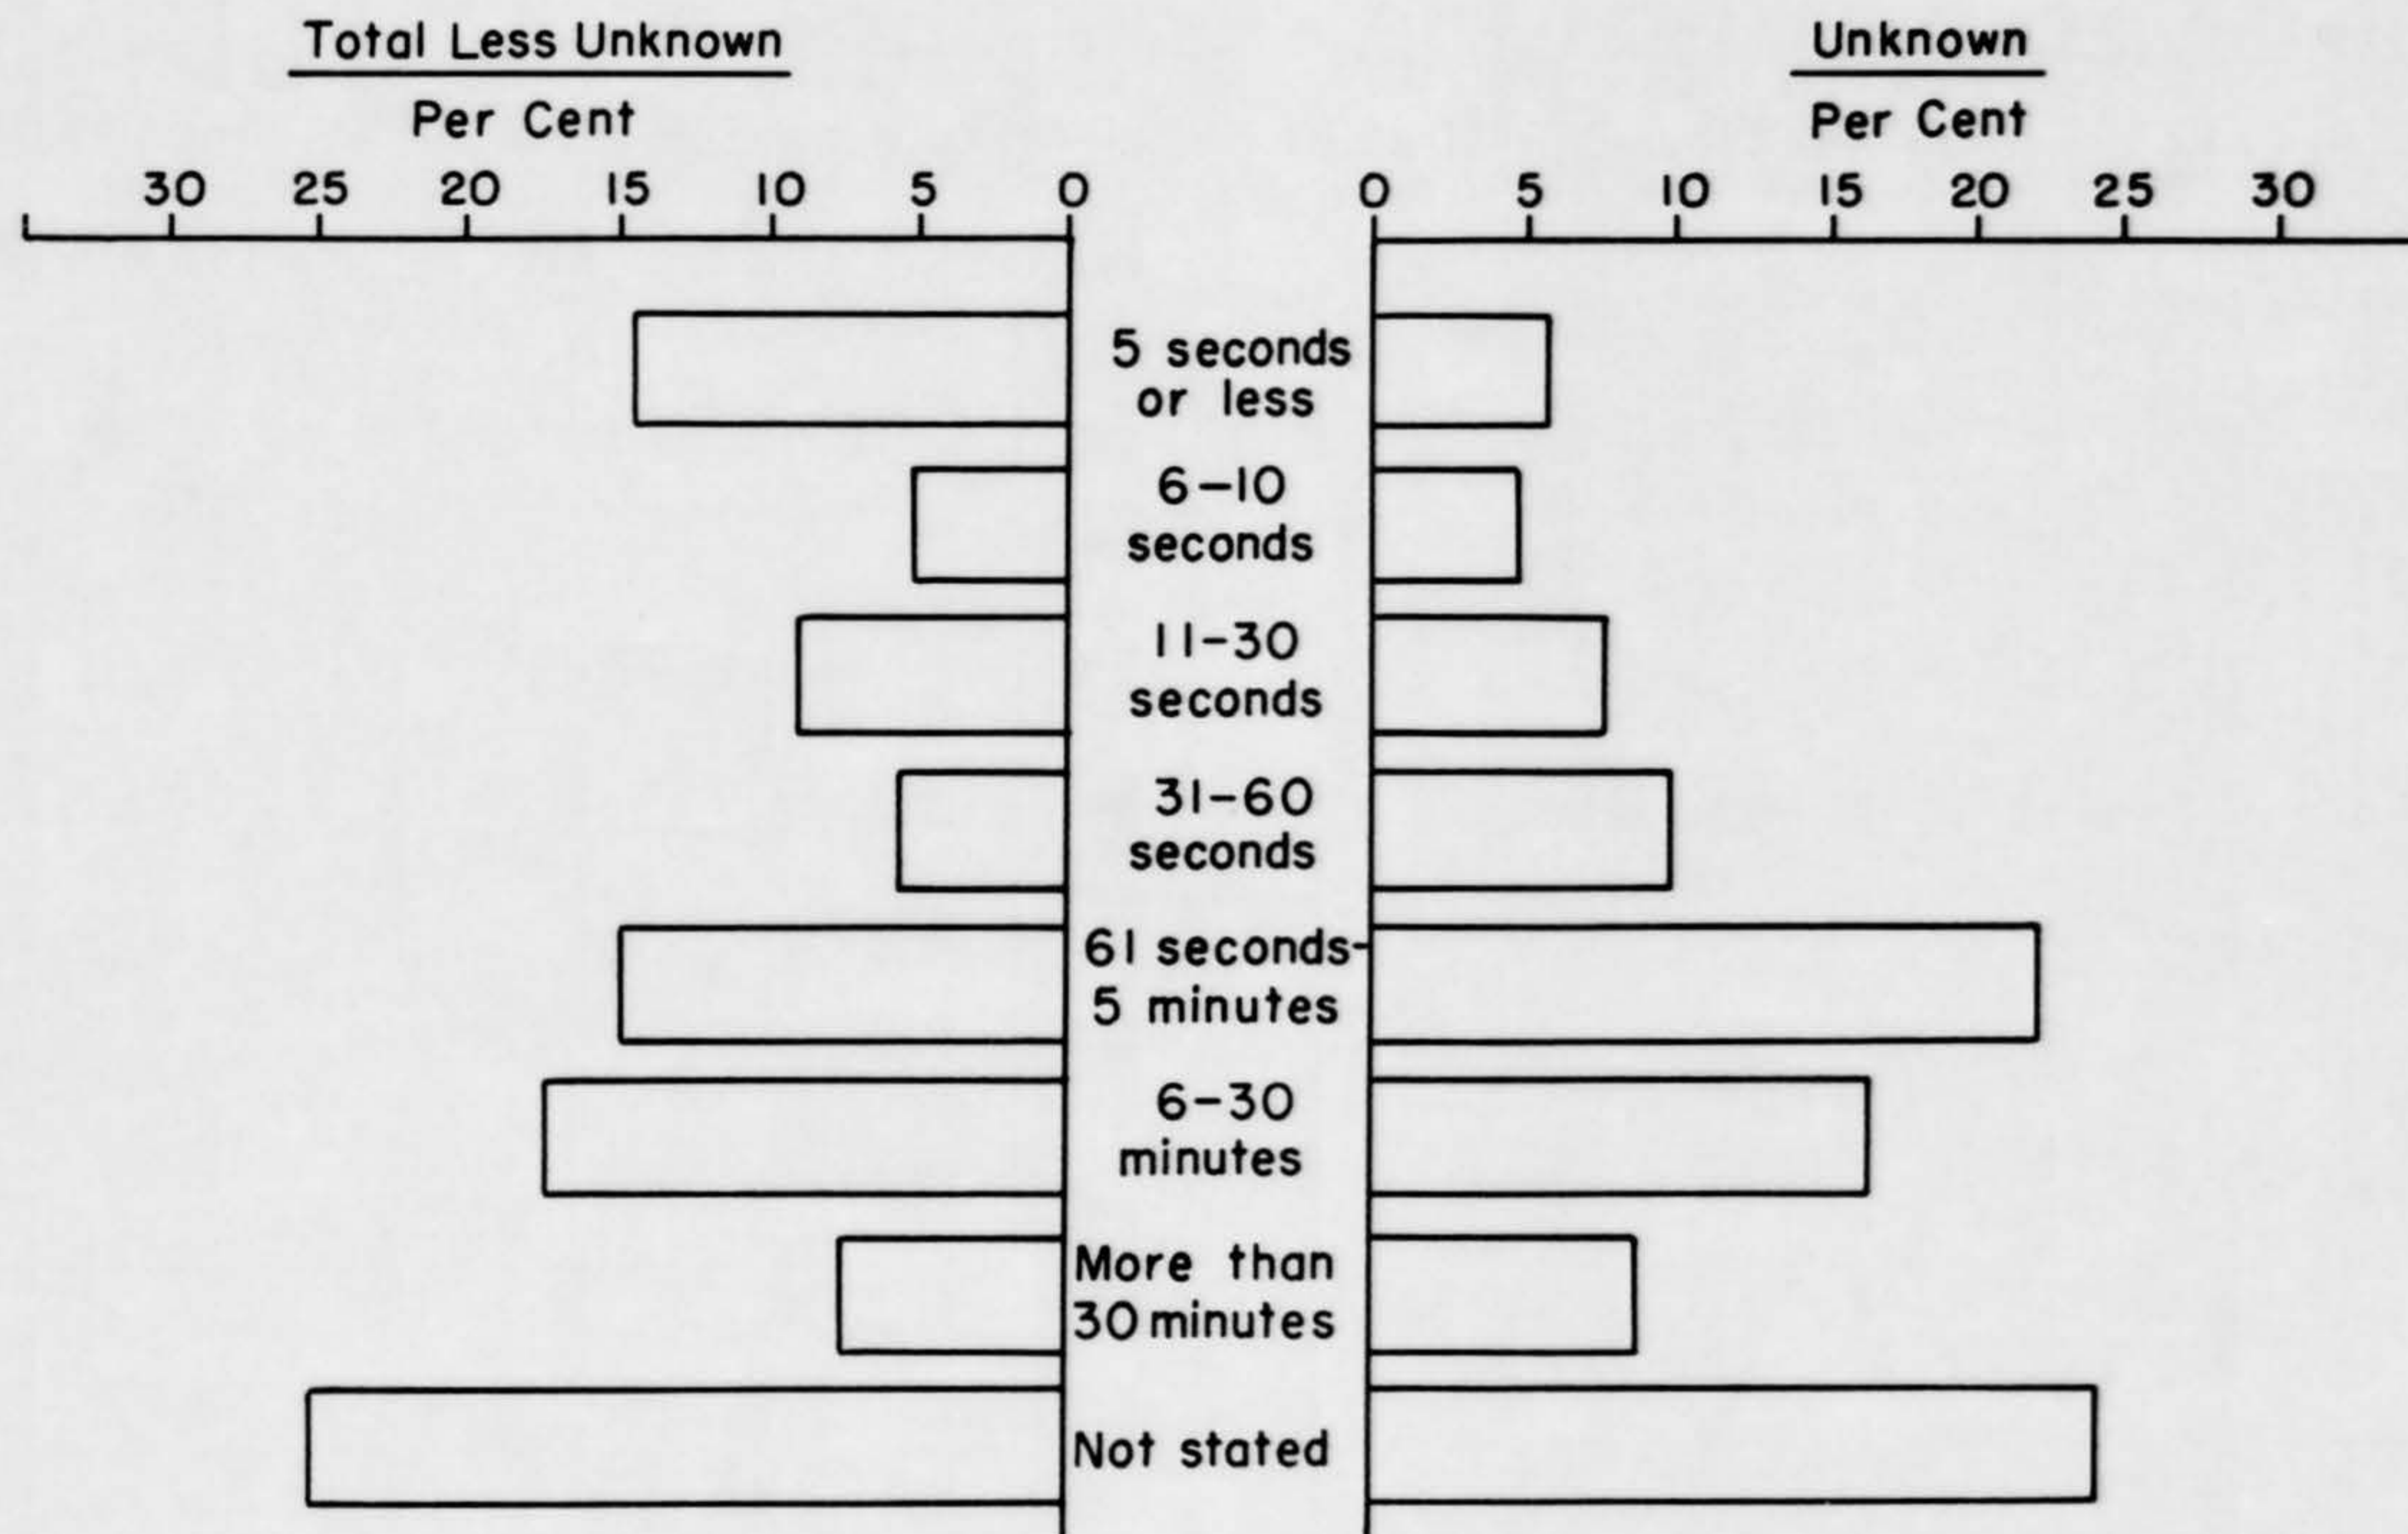 Total Less Unknown
Per Cent
30 25 20 15 10 5 0
Unknown
Per Cent
0 5 10 15 20 25 30
5 seconds
or less
6-10
seconds
11-30
seconds
31-60
seconds
61 seconds-
5 minutes
6-30
minutes
More than
30 minutes
Not stated